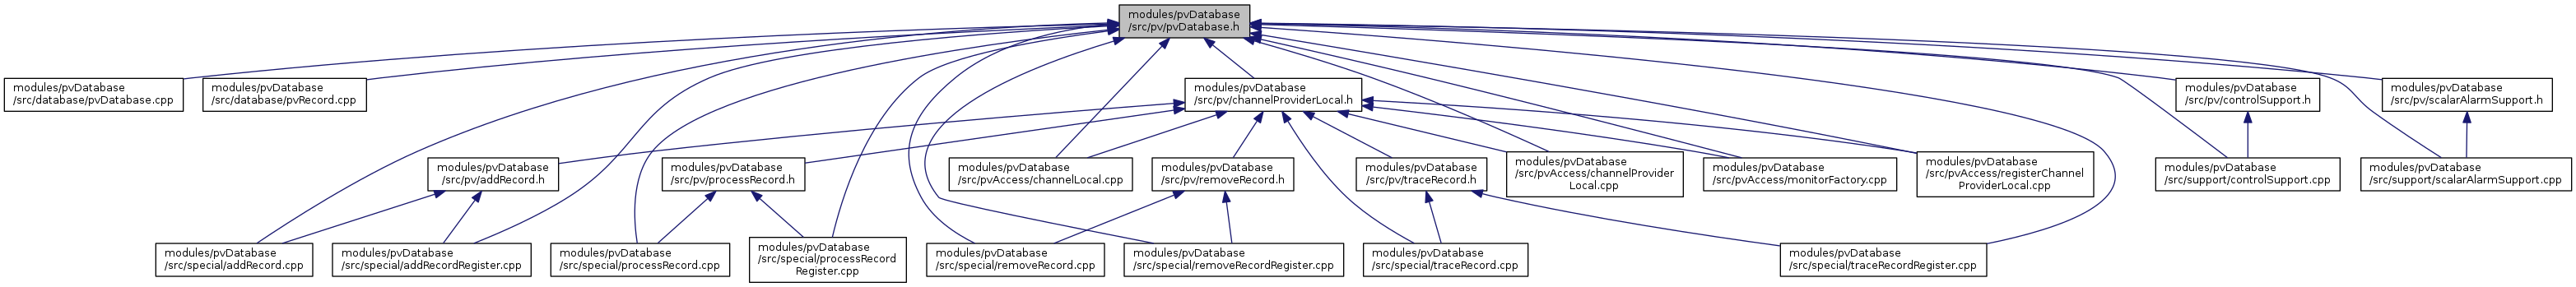 modules/pvDatabase
/src/pv/pvDatabase.h
modules/pvDatabase
/src/database/pvDatabase.cpp
modules/pvDatabase
/src/database/pvRecord.cpp
modules/pvDatabase
/src/pv/channelProviderLocal.h
modules/pvDatabase
/src/pv/controlSupport.h
modules/pvDatabase
/src/pv/scalarAlarmSupport.h
modules/pvDatabase
/src/pv/addRecord.h
modules/pvDatabase
/src/pv/processRecord.h
modules/pvDatabase
/src/pvAccess/channelLocal.cpp
modules/pvDatabase
/src/pv/removeRecord.h
modules/pvDatabase
/src/pv/traceRecord.h
modules/pvDatabase
/src/pvAccess/channelProvider
Local.cpp
modules/pvDatabase
/src/pvAccess/monitorFactory.cpp
modules/pvDatabase
/src/pvAccess/registerChannel
ProviderLocal.cpp
modules/pvDatabase
/src/support/controlSupport.cpp
modules/pvDatabase
/src/support/scalarAlarmSupport.cpp
modules/pvDatabase
/src/special/addRecord.cpp
modules/pvDatabase
/src/special/addRecordRegister.cpp
modules/pvDatabase
/src/special/processRecord.cpp
modules/pvDatabase
/src/special/processRecord
Register.cpp
modules/pvDatabase
/src/special/removeRecord.cpp
modules/pvDatabase
/src/special/removeRecordRegister.cpp
modules/pvDatabase
/src/special/traceRecord.cpp
modules/pvDatabase
/src/special/traceRecordRegister.cpp